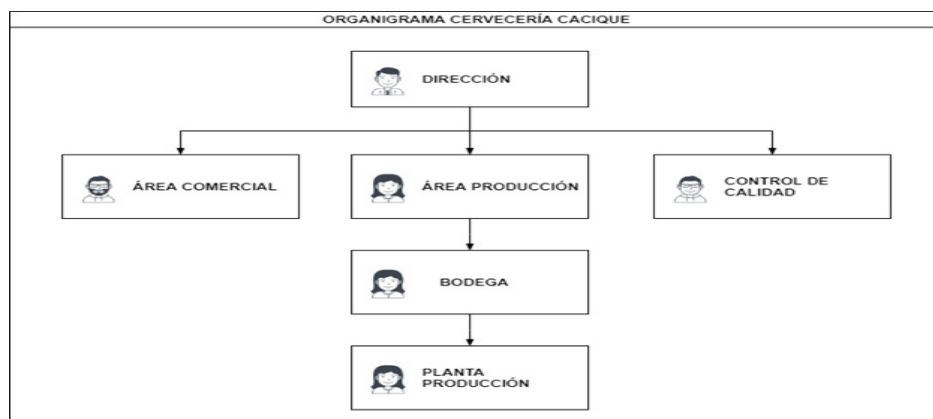 ORGANIGRAMA CERVECERÍA CACIQUE
DIRECCIÓN
ÁREA COMERCIAL
ÁREA PRODUCCIÓN
CONTROL DE
CALIDAD
BODEGA
PLANTA
PRODUCCIÓN